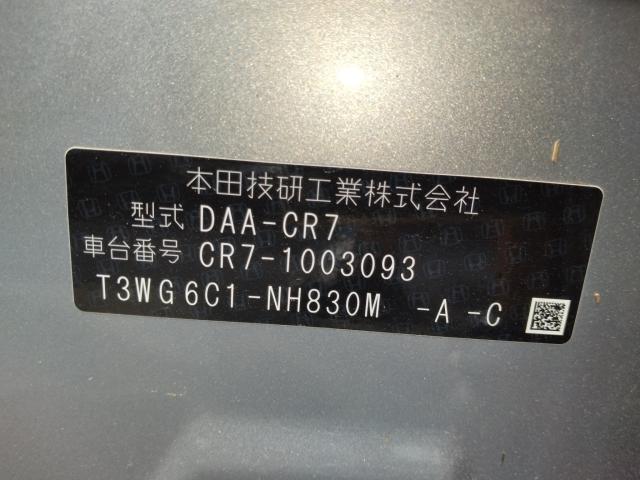 本田技研工業株式会社
型式 DAA-CR7
車台番号 CR7-1003093
T3WG6C1-NH830M -A-C